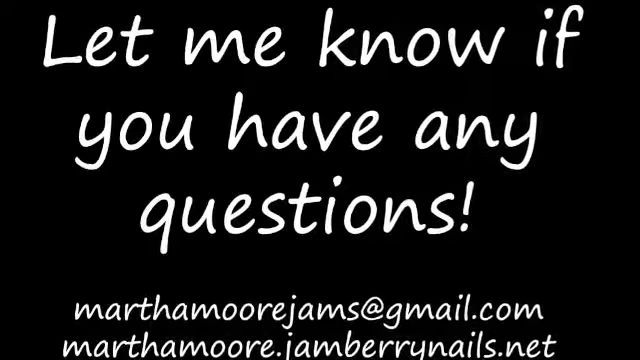 Let me know if
you have any
questions!
marthamoorejams@gmail.com
marthamoore.jamberrynails.net